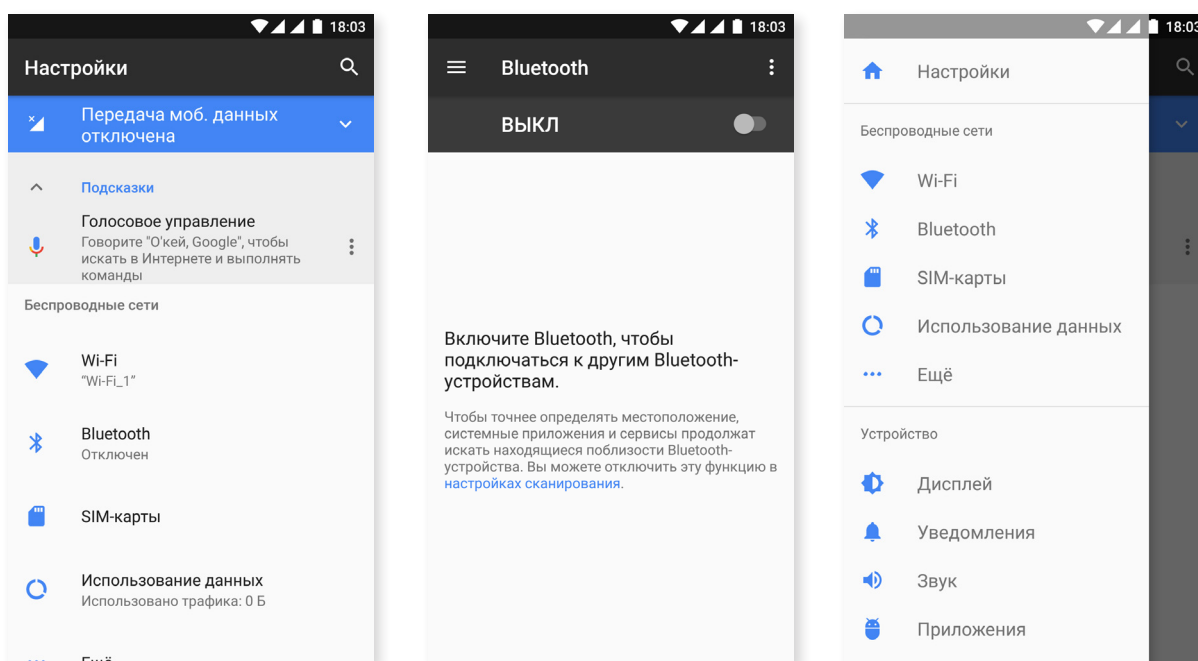 18:03
Настройки
Передача моб. данных
отключена
Подсказки
Голосовое управление
Говорите "О'кей, Google", чтобы
искать в Интернете и выполнять
команды
Беспроводные сети
Wi-Fi
"Wi-Fi_1"
Bluetooth
Отключен
SIM-карты
Использование данных
Использовано трафика: 0 Б
Ещё
18:03
Bluetooth
ВЫКЛ
Включите Bluetooth, чтобы
подключаться к другим Bluetooth-
устройствам.
Чтобы точнее определять местоположение,
системные приложения и сервисы продолжат
искать находящиеся поблизости Bluetooth-
устройства. Вы можете отключить эту функцию в
настройках сканирования.
18:03
Настройки
Беспроводные сети
Wi-Fi
Bluetooth
SIM-карты
Использование данных
Ещё
Устройство
Дисплей
Уведомления
Звук
Приложения